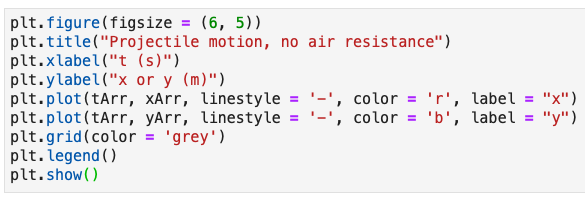 plt.figure(figsize = (6, 5))
plt.title("Projectile motion, no air resistance")
plt.xlabel("t (s)")
plt.ylabel("x or y (m)")
plt.plot(tArr, xArr, linestyle = '-', color = 'r', label = "x")
plt.plot(tArr, yArr, linestyle = '-', color = 'b', label = "y")
plt.grid(color = 'grey')
plt.legend()
plt.show()